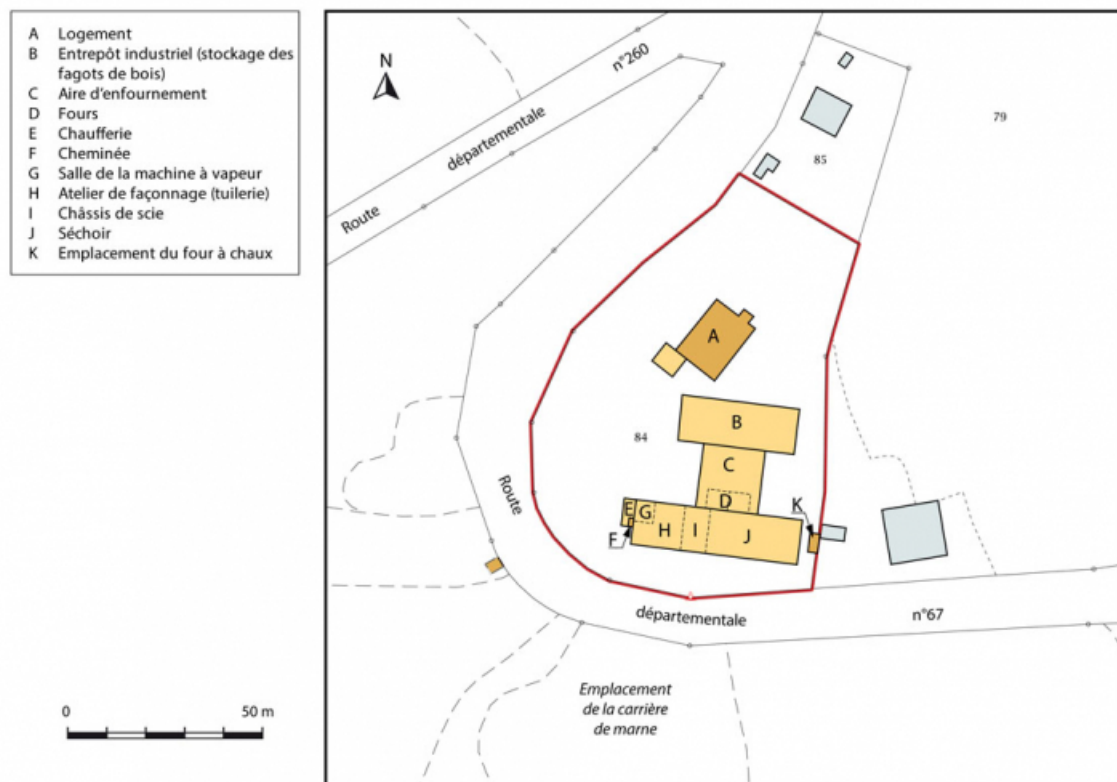 A Logement
B Entrepôt industriel (stockage des
fagots de bois)
C Aire d'enfournement
D Fours
E Chaufferie
F Cheminée
G Salle de la machine à vapeur
H Atelier de façonnage (tuilerie)
I Châssis de scie
J Séchoir
K Emplacement du four à chaux
N
Route départementale n°260
79
85
A
B
84
C
D
K
E
G
F
H
I
J
Route départementale n°67
Emplacement
de la carrière
de marne
0 50 m